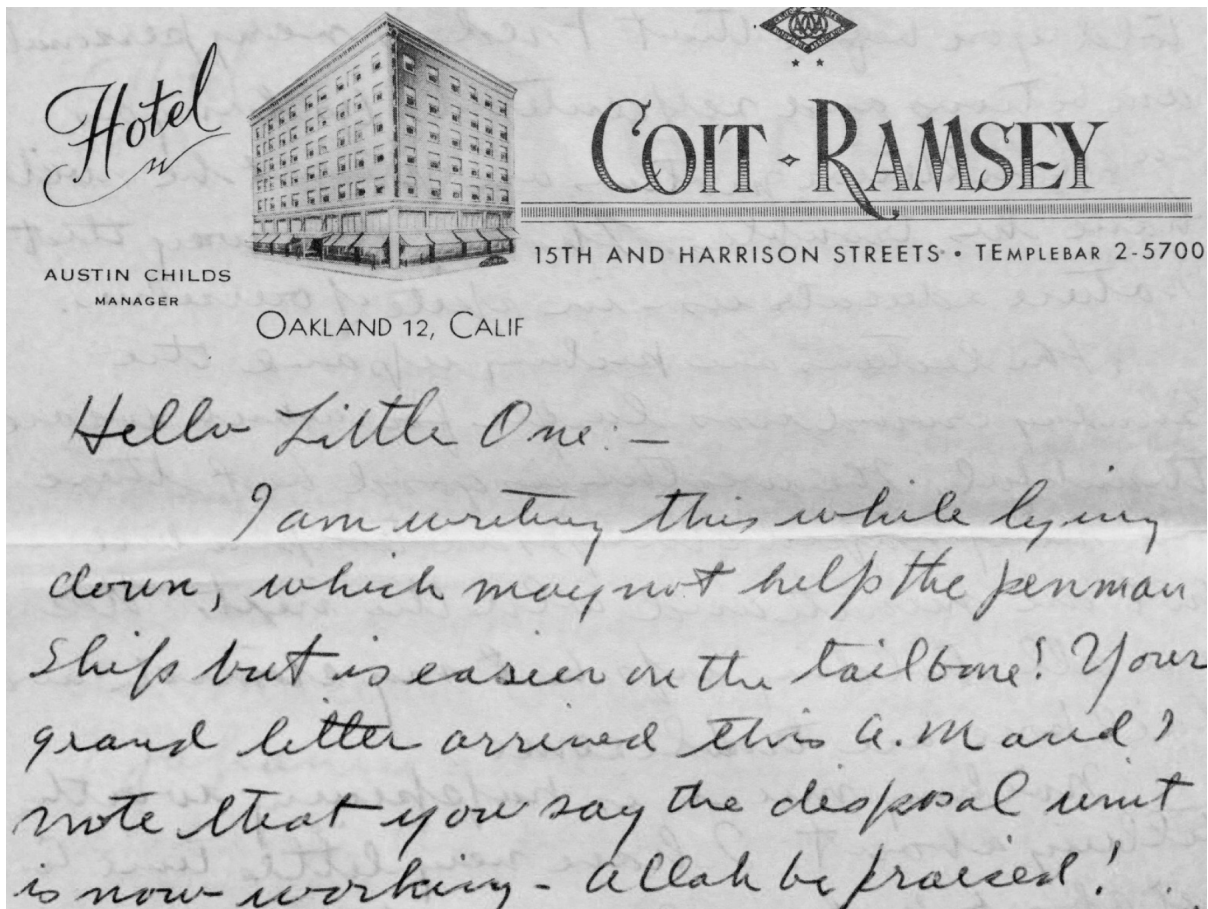 Hotel
COIT · RAMSEY
15TH AND HARRISON STREETS • TEMPLEBAR 2-5700
AUSTIN CHILDS
MANAGER
OAKLAND 12, CALIF
Hello Little One:—
I am writing this while lying
down, which may not help the penman
ship but is easier on the tailbone! Your
grand letter arrived this A.M and I
note that you say the disposal unit
is now working - Allah be praised!